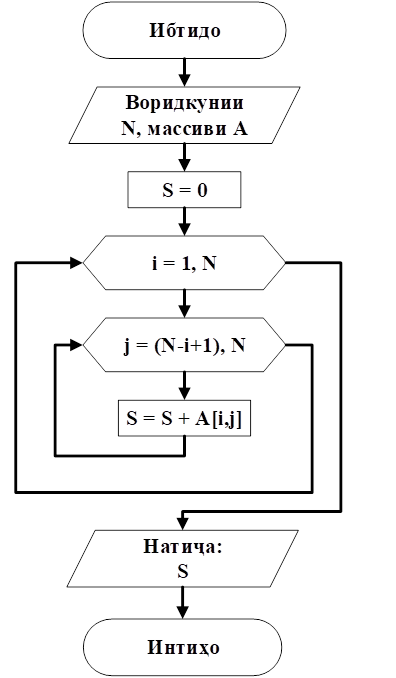 Ибтидо
Воридкунии
N, массиви A
S = 0
i = 1, N
j = (N-i+1), N
S = S + A[i,j]
Натиҷа:
S
Интиҳо